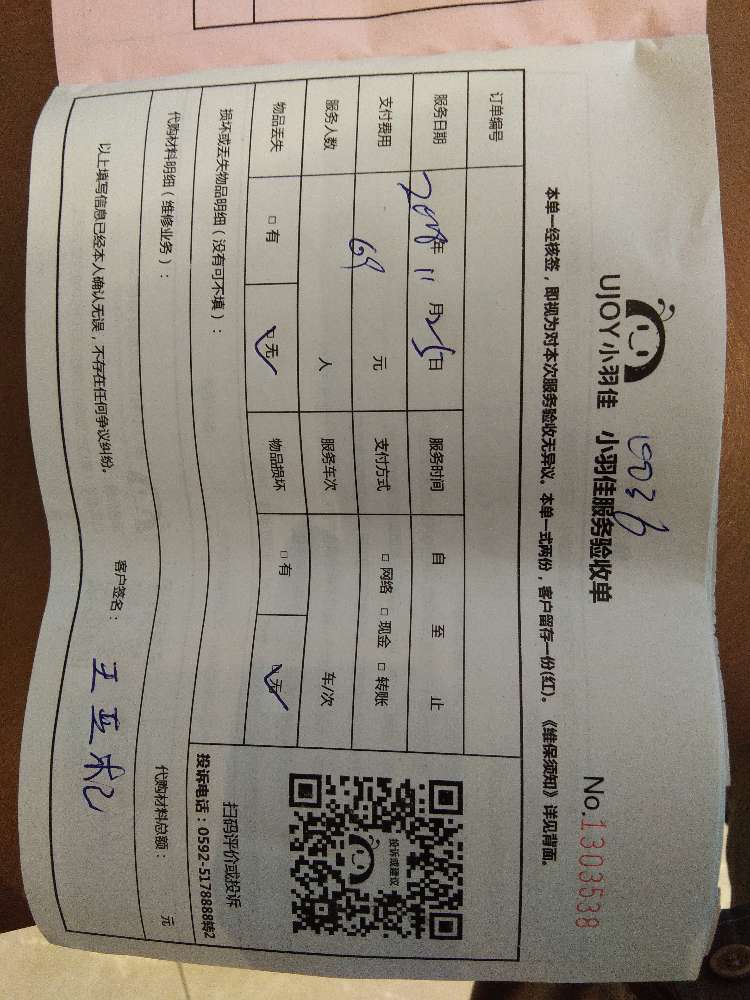 UJOY小羽佳 小羽佳服务验收单
No.1303538
本单一经核签，即视为对本次服务验收无异议。本单一式两份，客户留存一份(红)。《维保须知》详见背面。
订单编号
服务日期 2018年 11 月 25 日 服务时间 自 至 止
支付费用 69 元 支付方式 □ 网络 □ 现金 □ 转账
服务人数 人 服务车次 车/次
物品丢失 □ 有 □ 无 物品损坏 □ 有 □ 无
投诉或建议
扫码评价或投诉
投诉电话：0592-5178888转2
损坏或丢失物品明细（没有可不填）：
代购材料明细（维修业务）： 代购材料总额： 元
以上填写信息已经本人确认无误，不存在任何争议纠纷。 客户签名：